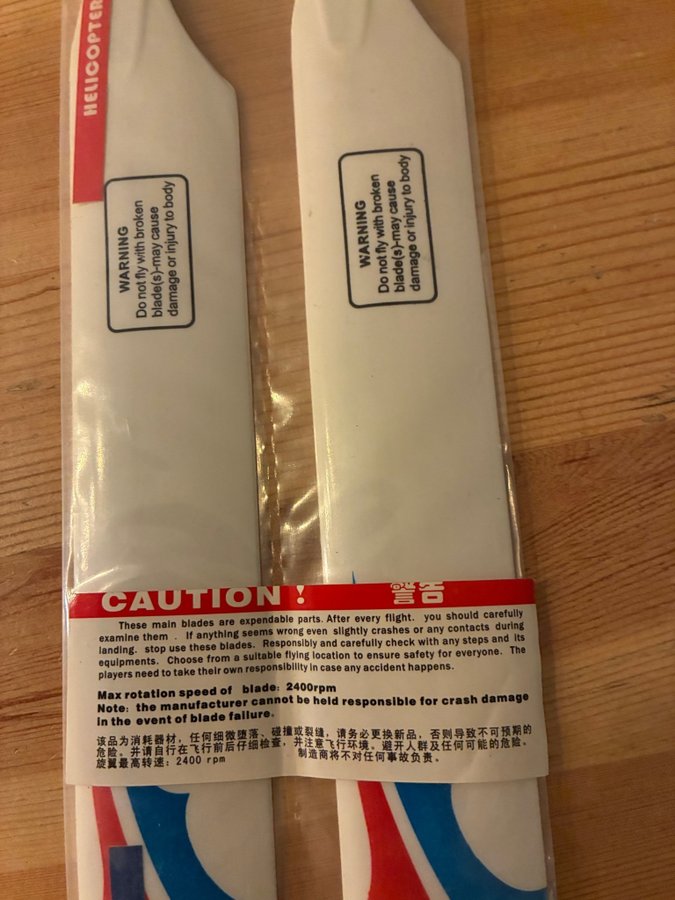 HELICOPTER
WARNING
Do not fly with broken
blade(s)-may cause
damage or injury to body
WARNING
Do not fly with broken
blade(s)-may cause
damage or injury to body
CAUTION! 警告
These main blades are expendable parts. After every flight. you should carefully
examine them . If anything seems wrong even slightly crashes or any contacts during
landing. stop use these blades. Responsibly and carefully check with any steps and its
equipments. Choose from a suitable flying location to ensure safety for everyone. The
players need to take their own responsibility in case any accident happens.
Max rotation speed of blade: 2400rpm
Note: the manufacturer cannot be held responsible for crash damage
in the event of blade failure.
该品为消耗器材，任何细微堕落、碰撞或裂缝，请务必更换新品，否则导致不可预期的
危险。并请自行在飞行前后仔细检查，并注意飞行环境。避开人群及任何可能的危险。
旋翼最高转速：2400 rpm 制造商将不对任何事故负责。